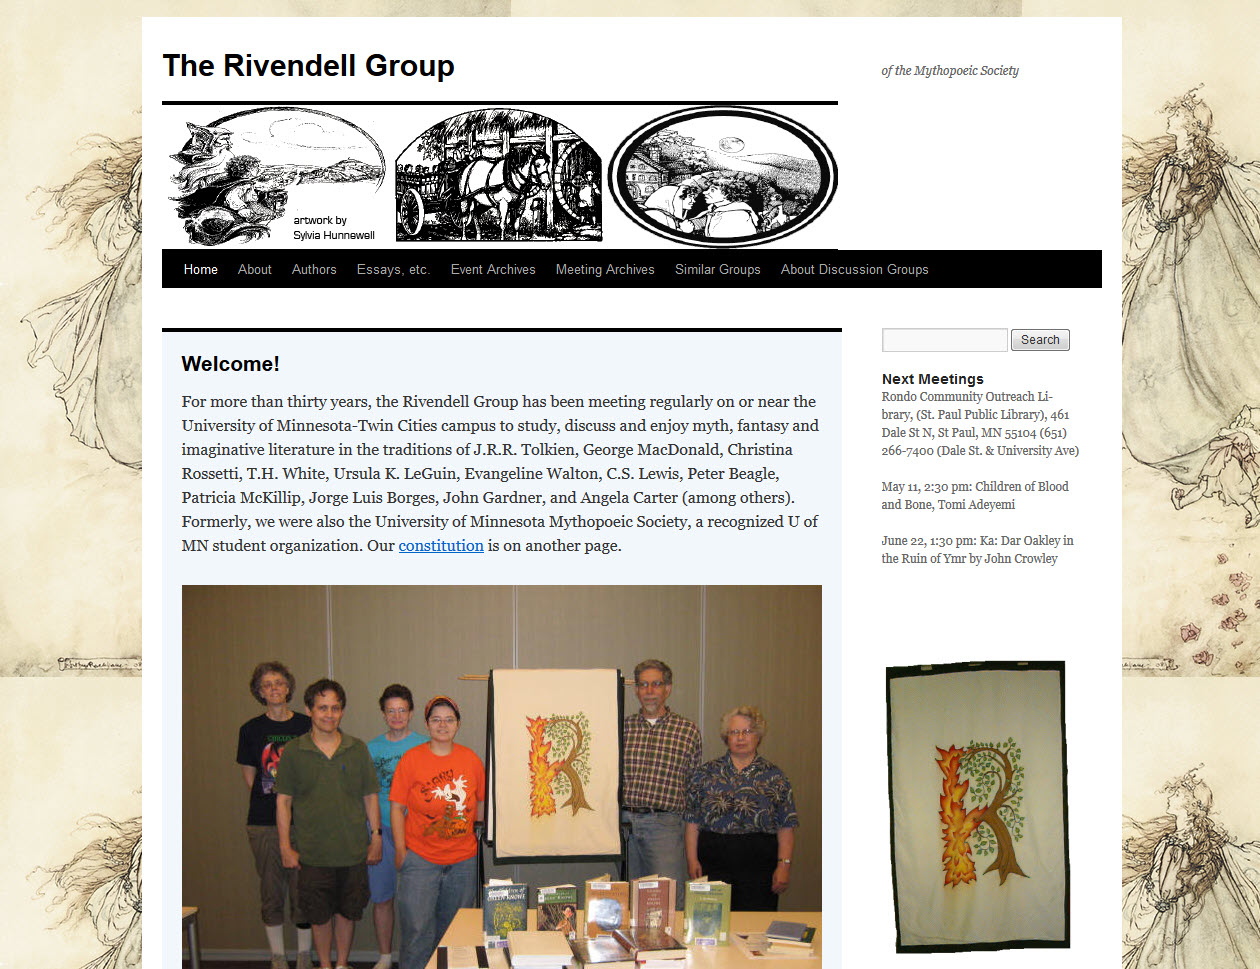 The Rivendell Group
of the Mythopoeic Society
artwork by
Sylvia Hunnewell
Home About Authors Essays, etc. Event Archives Meeting Archives Similar Groups About Discussion Groups
Welcome!
For more than thirty years, the Rivendell Group has been meeting regularly on or near the
University of Minnesota-Twin Cities campus to study, discuss and enjoy myth, fantasy and
imaginative literature in the traditions of J.R.R. Tolkien, George MacDonald, Christina
Rossetti, T.H. White, Ursula K. LeGuin, Evangeline Walton, C.S. Lewis, Peter Beagle,
Patricia McKillip, Jorge Luis Borges, John Gardner, and Angela Carter (among others).
Formerly, we were also the University of Minnesota Mythopoeic Society, a recognized U of
MN student organization. Our constitution is on another page.
Search
Next Meetings
Rondo Community Outreach Li-
brary, (St. Paul Public Library), 461
Dale St N, St Paul, MN 55104 (651)
266-7400 (Dale St. & University Ave)
May 11, 2:30 pm: Children of Blood
and Bone, Tomi Adeyemi
June 22, 1:30 pm: Ka: Dar Oakley in
the Ruin of Ymr by John Crowley
R
R